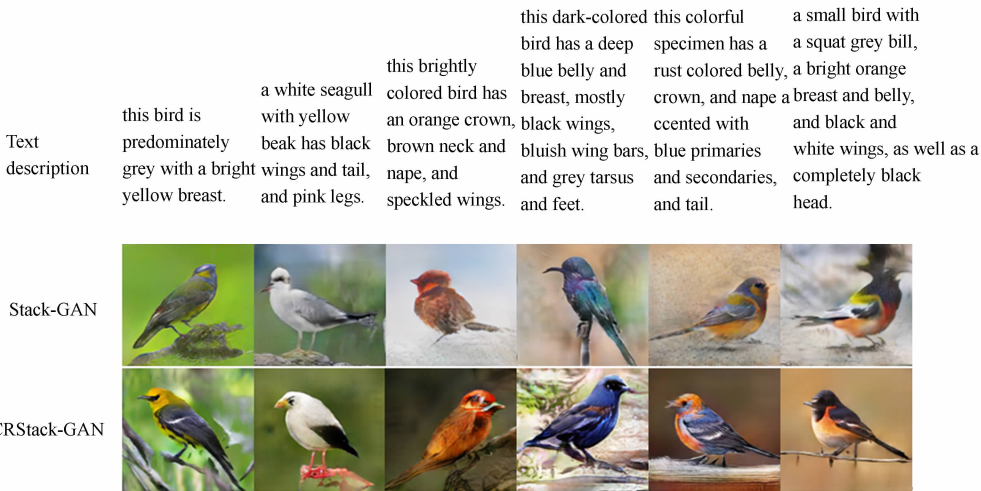 Text
description
this bird is
predominately
grey with a bright
yellow breast.
a white seagull
with yellow
beak has black
wings and tail,
and pink legs.
this brightly
colored bird has
an orange crown,
brown neck and
nape, and
speckled wings.
this dark-colored
bird has a deep
blue belly and
breast, mostly
black wings,
bluish wing bars,
and grey tarsus
and feet.
this colorful
specimen has a
rust colored belly,
crown, and nape a
ccented with
blue primaries
and secondaries,
and tail.
a small bird with
a squat grey bill,
a bright orange
breast and belly,
and black and
white wings, as well as a
completely black
head.
Stack-GAN
CRStack-GAN